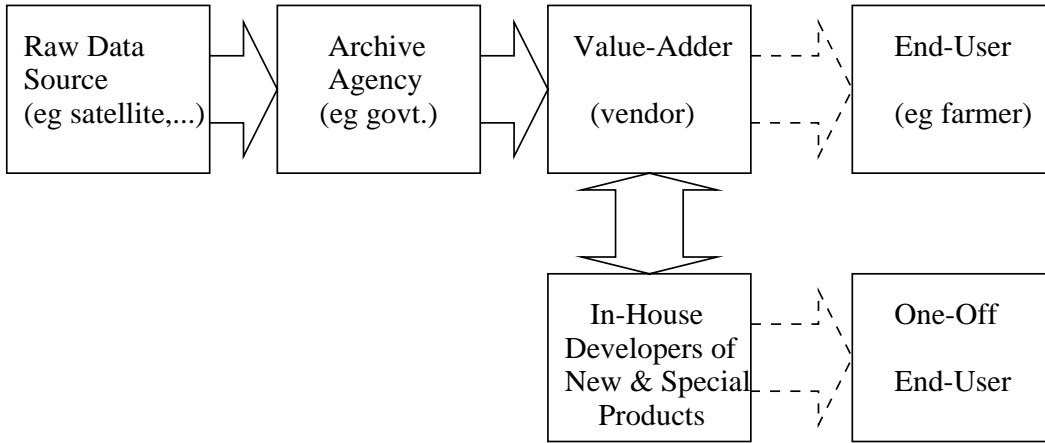 Raw Data
Source
(eg satellite,...)
Archive
Agency
(eg govt.)
Value-Adder
(vendor)
End-User
(eg farmer)
In-House
Developers of
New & Special
Products
One-Off
End-User